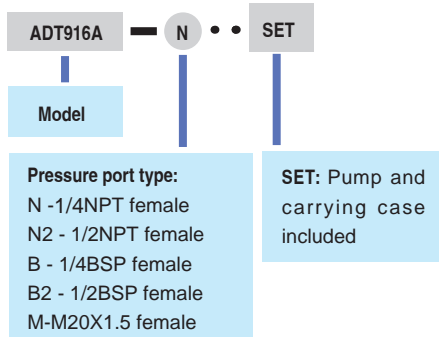 ADT916A — N • • SET
Model
Pressure port type:
N -1/4NPT female
N2 - 1/2NPT female
B - 1/4BSP female
B2 - 1/2BSP female
M-M20X1.5 female
SET: Pump and
carrying case
included